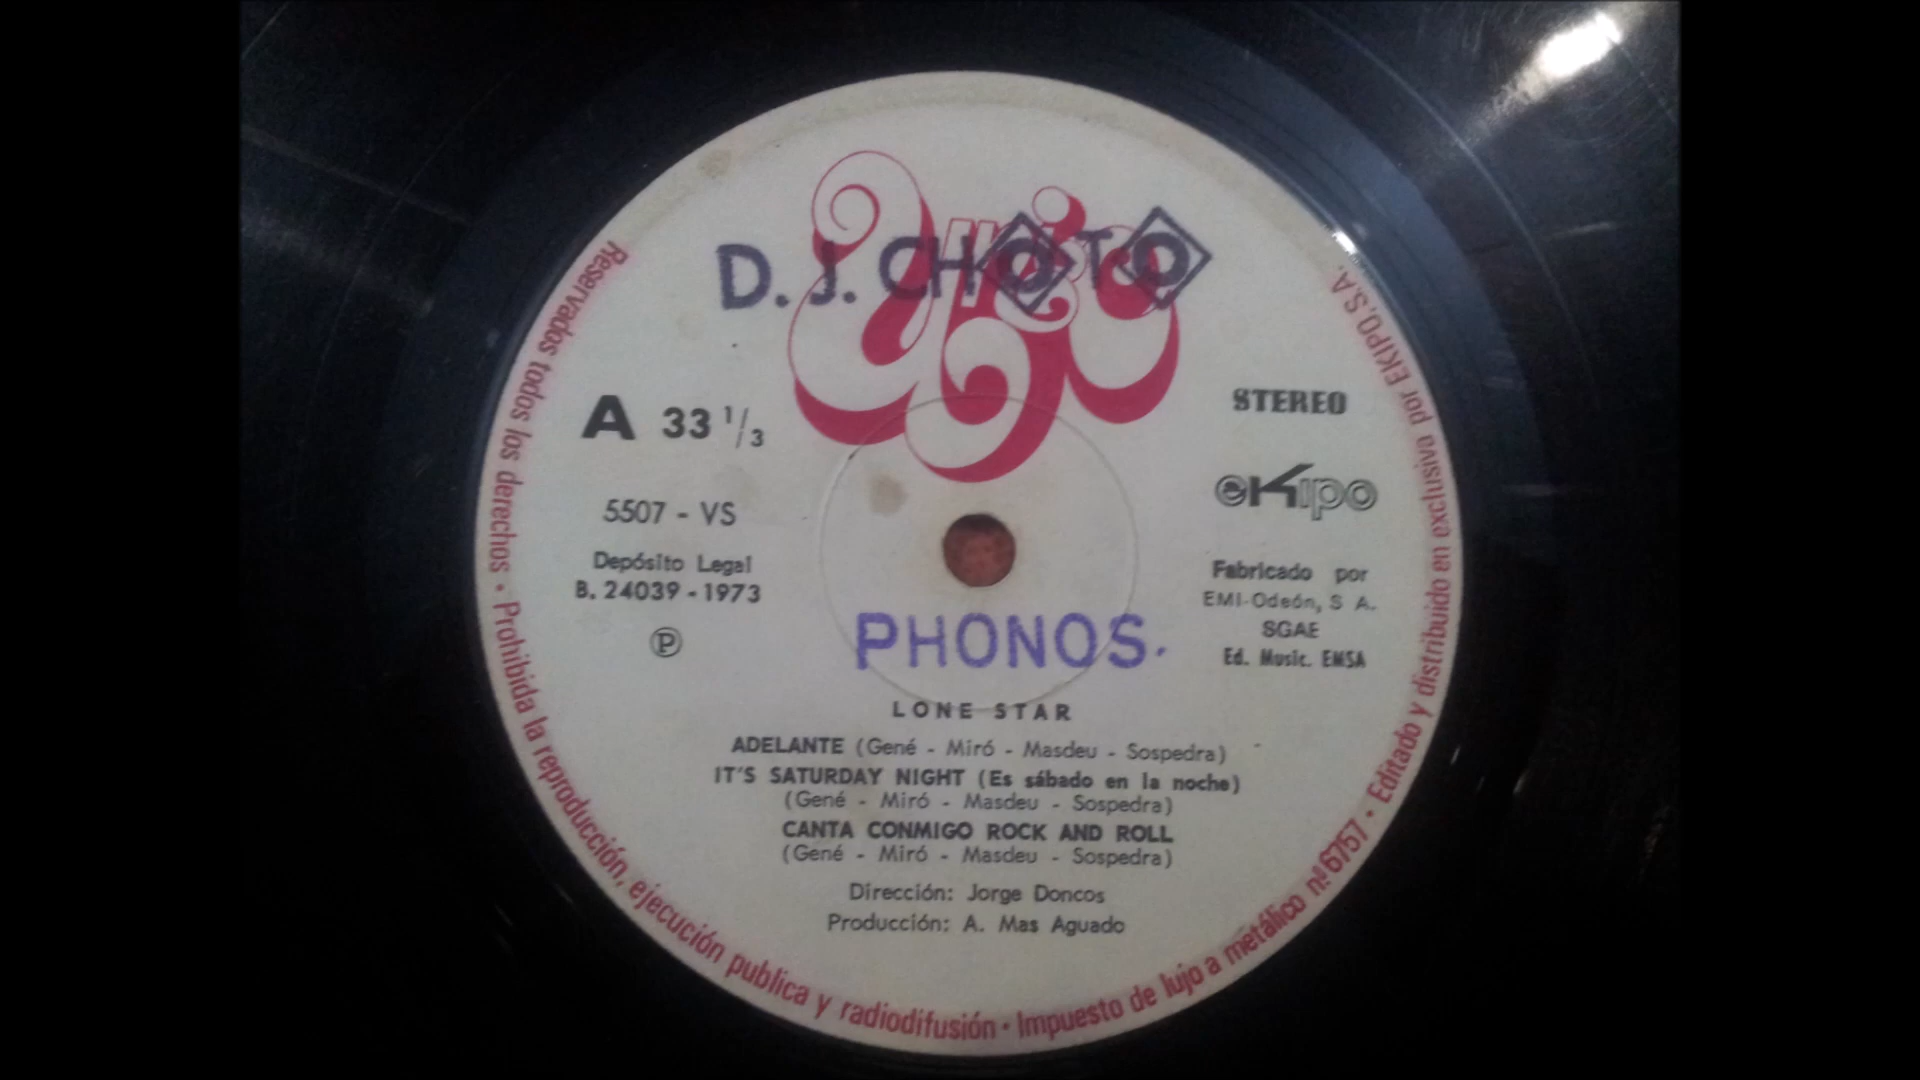 D. J. CHOTO
A 33 1/3
5507 - VS
Depósito Legal
B. 24039 - 1973
Ⓟ
STEREO
ekipo
Fabricado por
EMI-Odeón, S A.
SGAE
Ed. Music. EMSA
PHONOS.
LONE STAR
ADELANTE (Gené - Miró - Masdeu - Sospedra)
IT'S SATURDAY NIGHT (Es sábado en la noche)
(Gené - Miró - Masdeu - Sospedra)
CANTA CONMIGO ROCK AND ROLL
(Gené - Miró - Masdeu - Sospedra)
Dirección: Jorge Doncos
Producción: A. Mas Aguado
Reservados todos los derechos • Prohibida la reproducción, ejecución publica y radiodifusión • Impuesto de lujo a metálico n.º 6757 • Editado y distribuido en exclusiva por EKIPO, S.A.